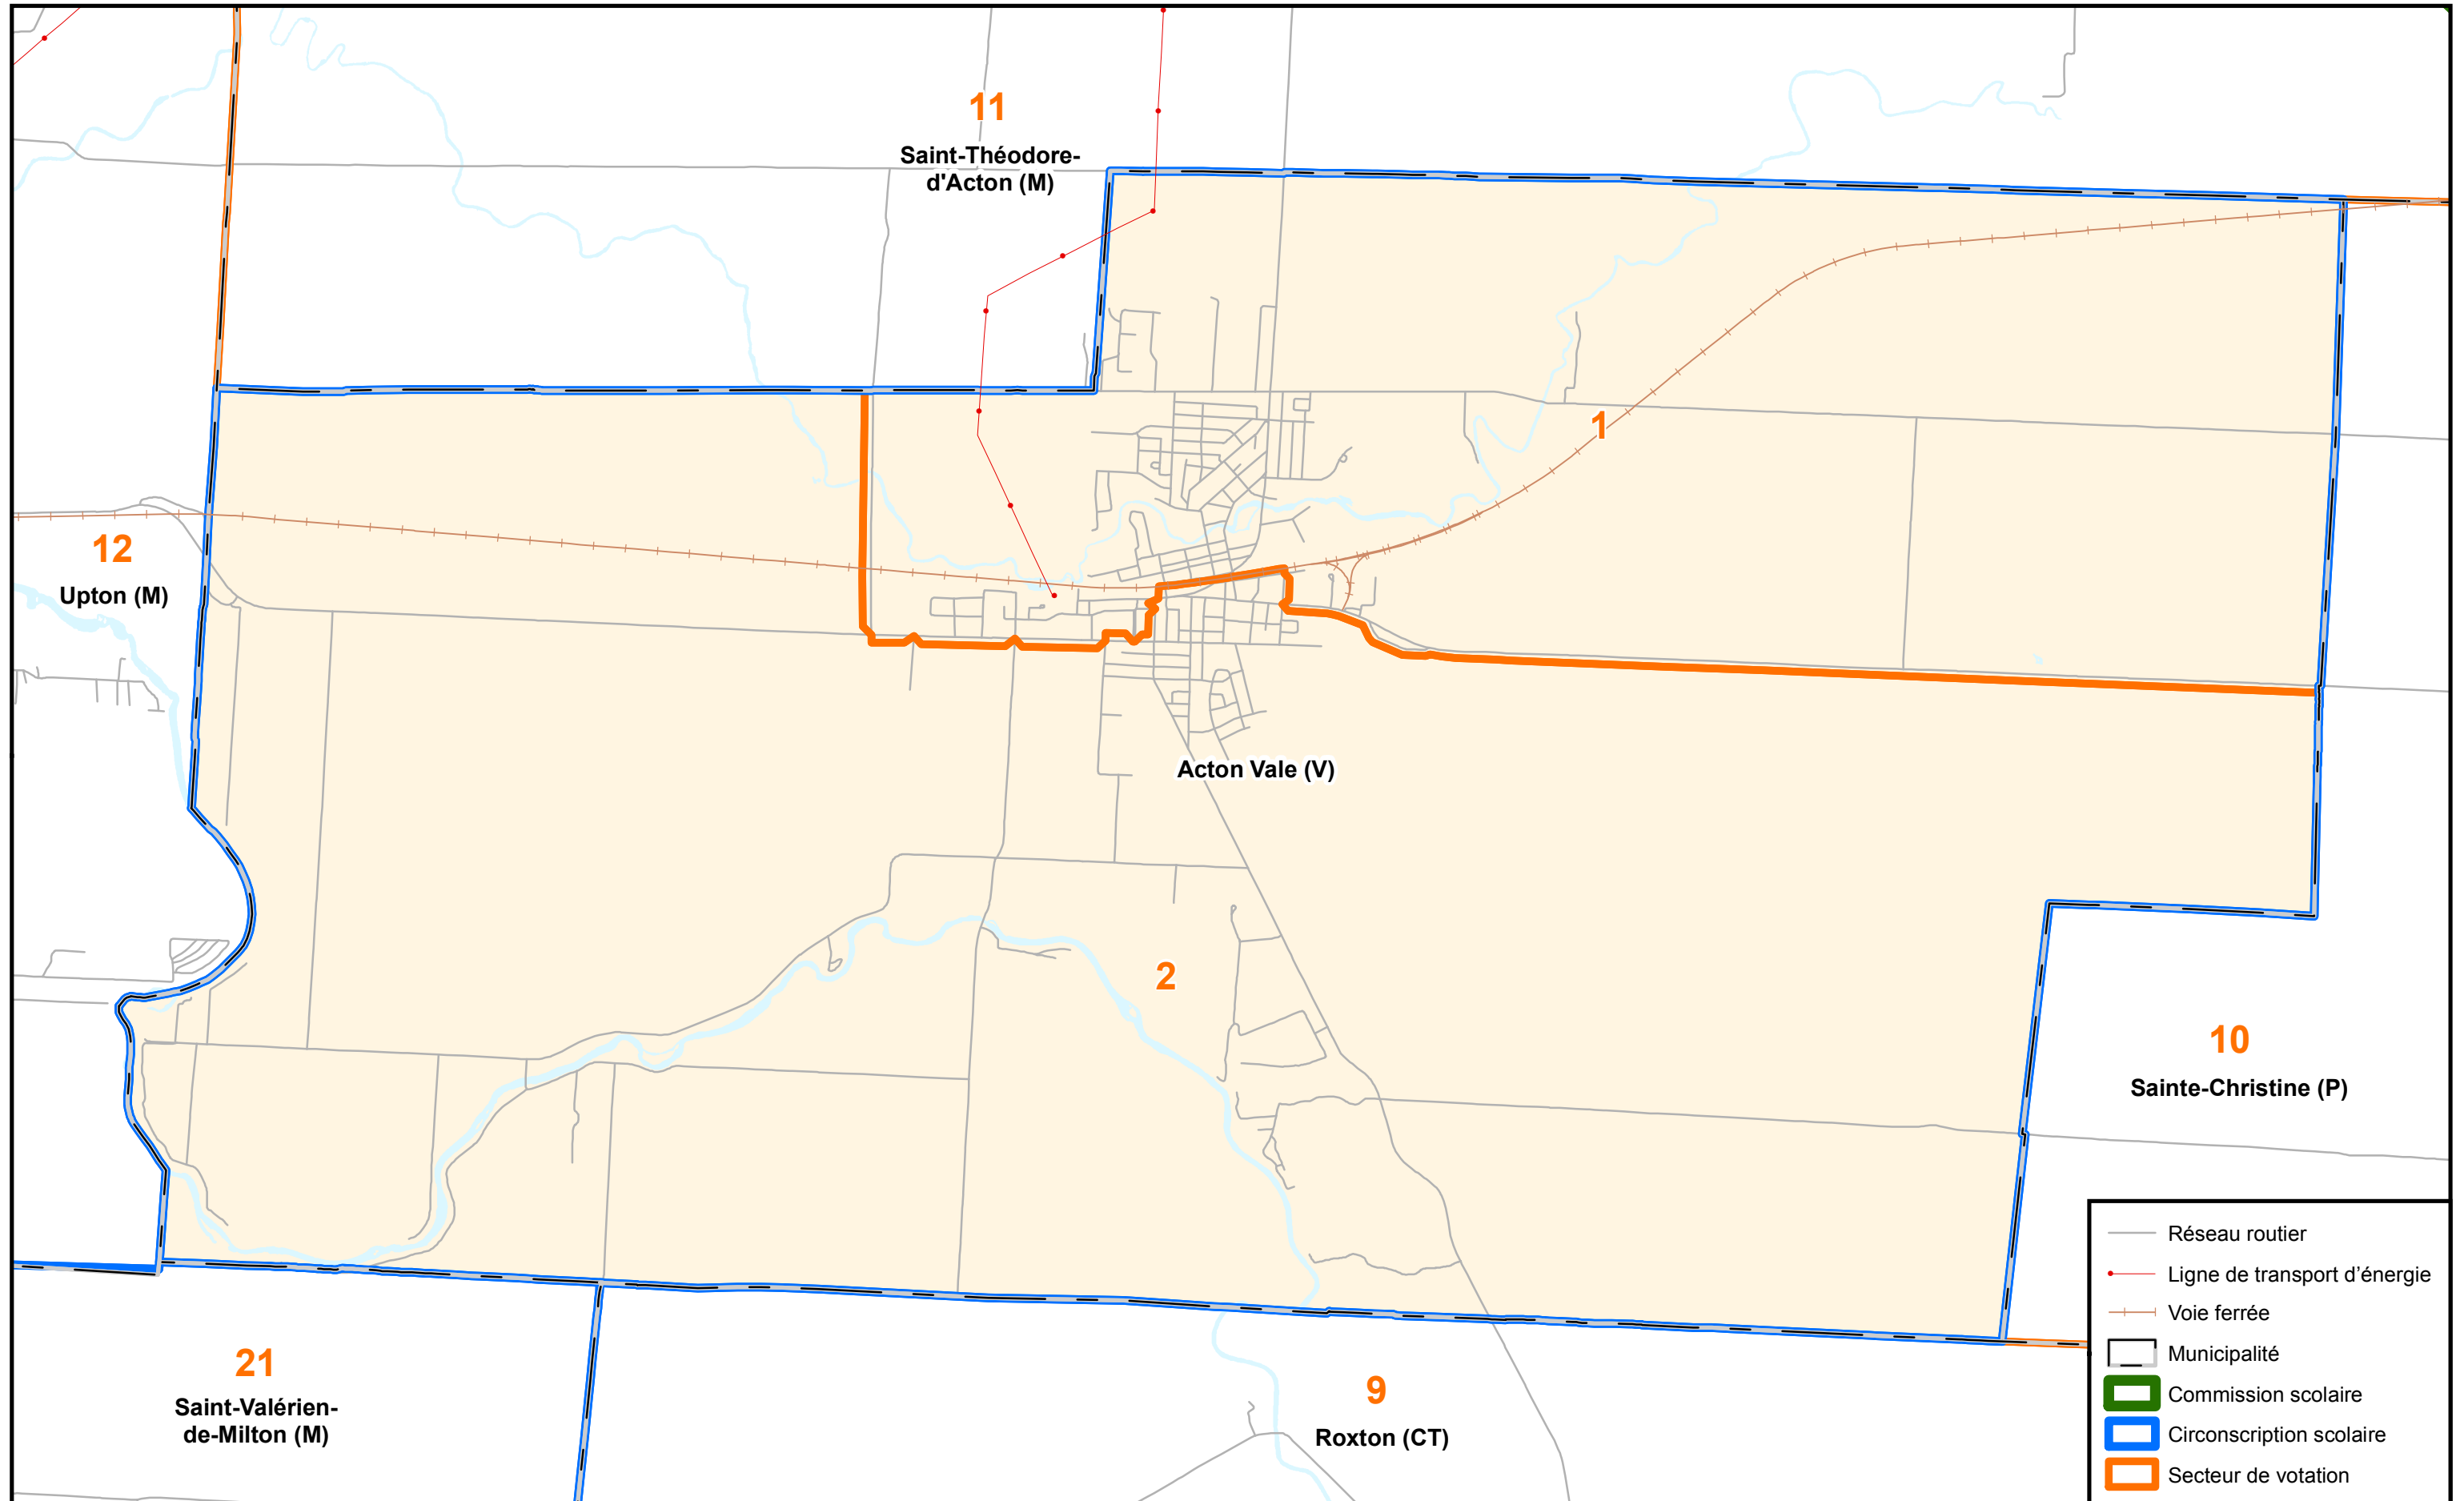 11
Saint-Théodore-
d'Acton (M)
1
12
Upton (M)
Acton Vale (V)
2
10
Sainte-Christine (P)
21
Saint-Valérien-
de-Milton (M)
9
Roxton (CT)
Réseau routier
Ligne de transport d’énergie
Voie ferrée
Municipalité
Commission scolaire
Circonscription scolaire
Secteur de votation